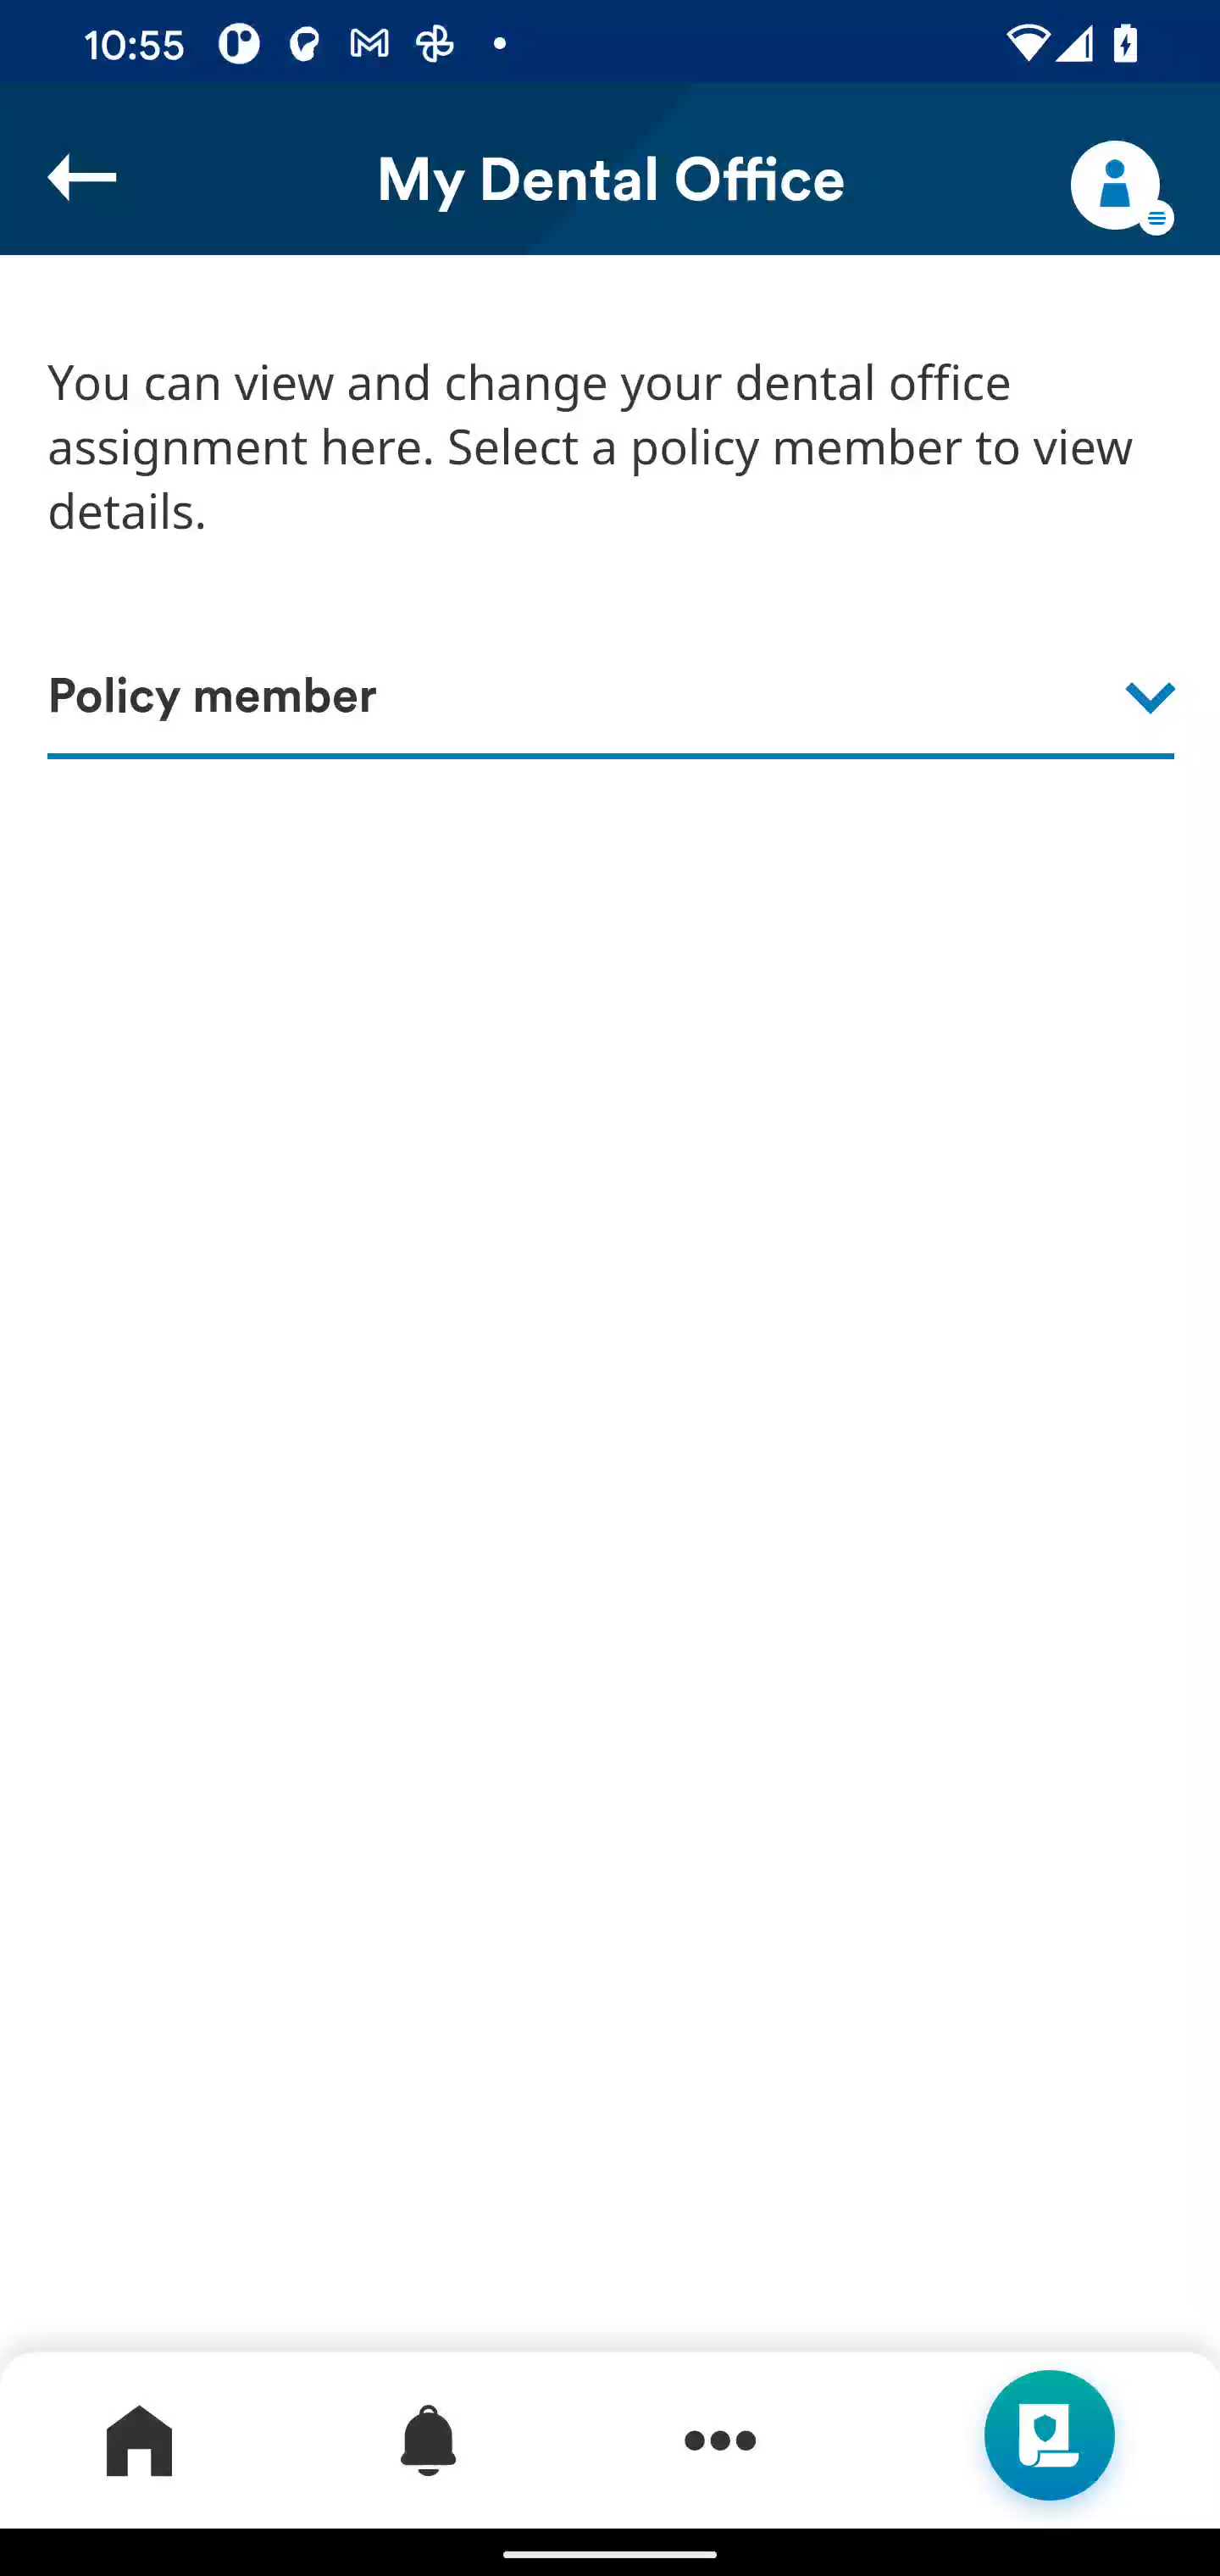 10:55
My Dental Office
You can view and change your dental office
assignment here. Select a policy member to view
details.
Policy member